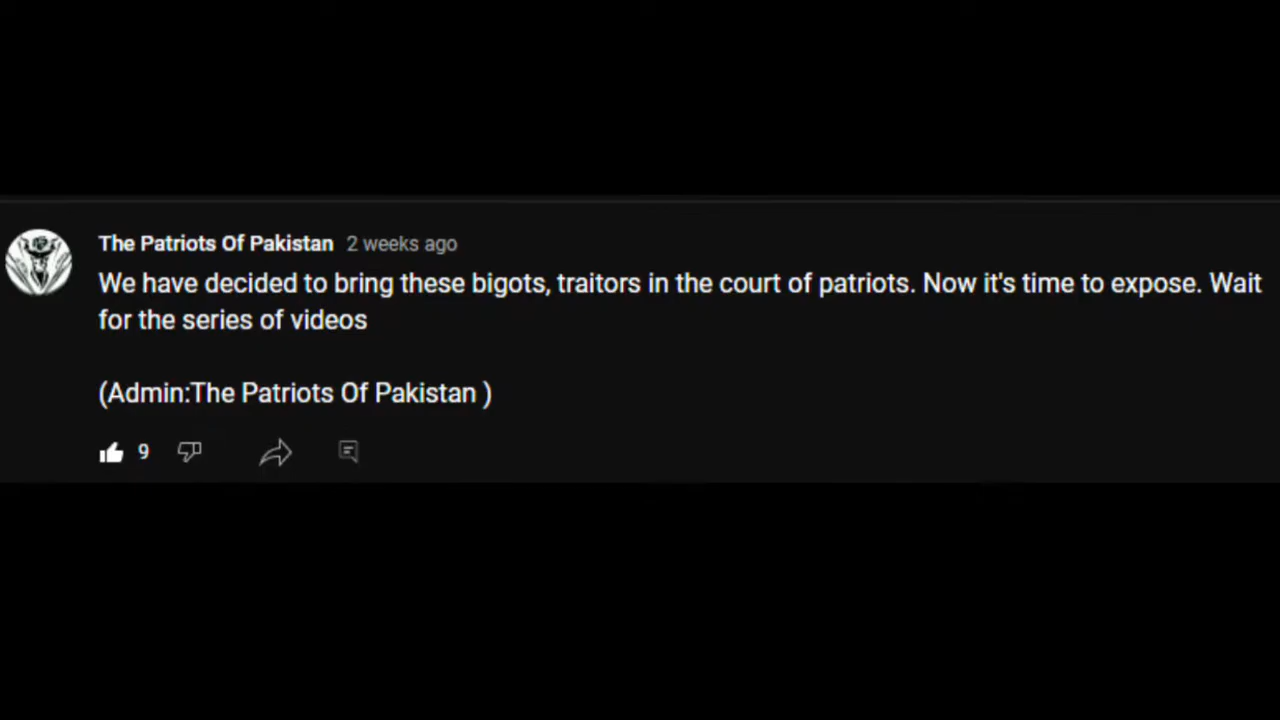 The Patriots Of Pakistan 2 weeks ago
We have decided to bring these bigots, traitors in the court of patriots. Now it's time to expose. Wait
for the series of videos
(Admin:The Patriots Of Pakistan )
9